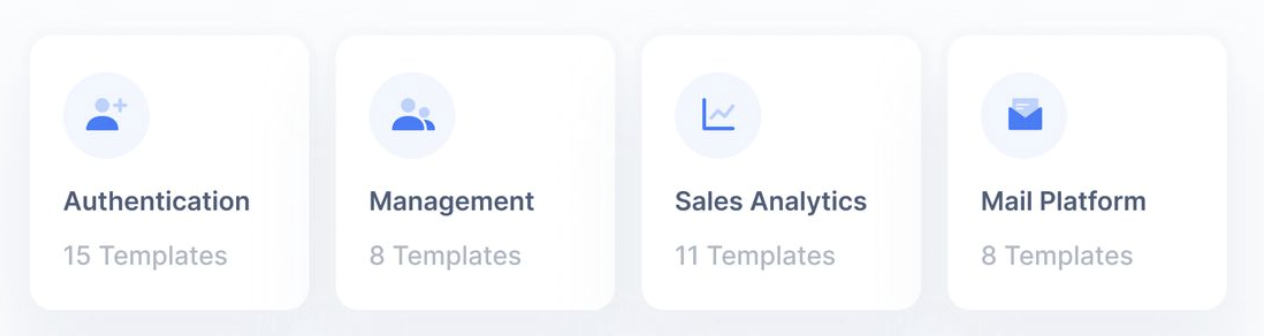 Authentication
15 Templates
Management
8 Templates
Sales Analytics
11 Templates
Mail Platform
8 Templates